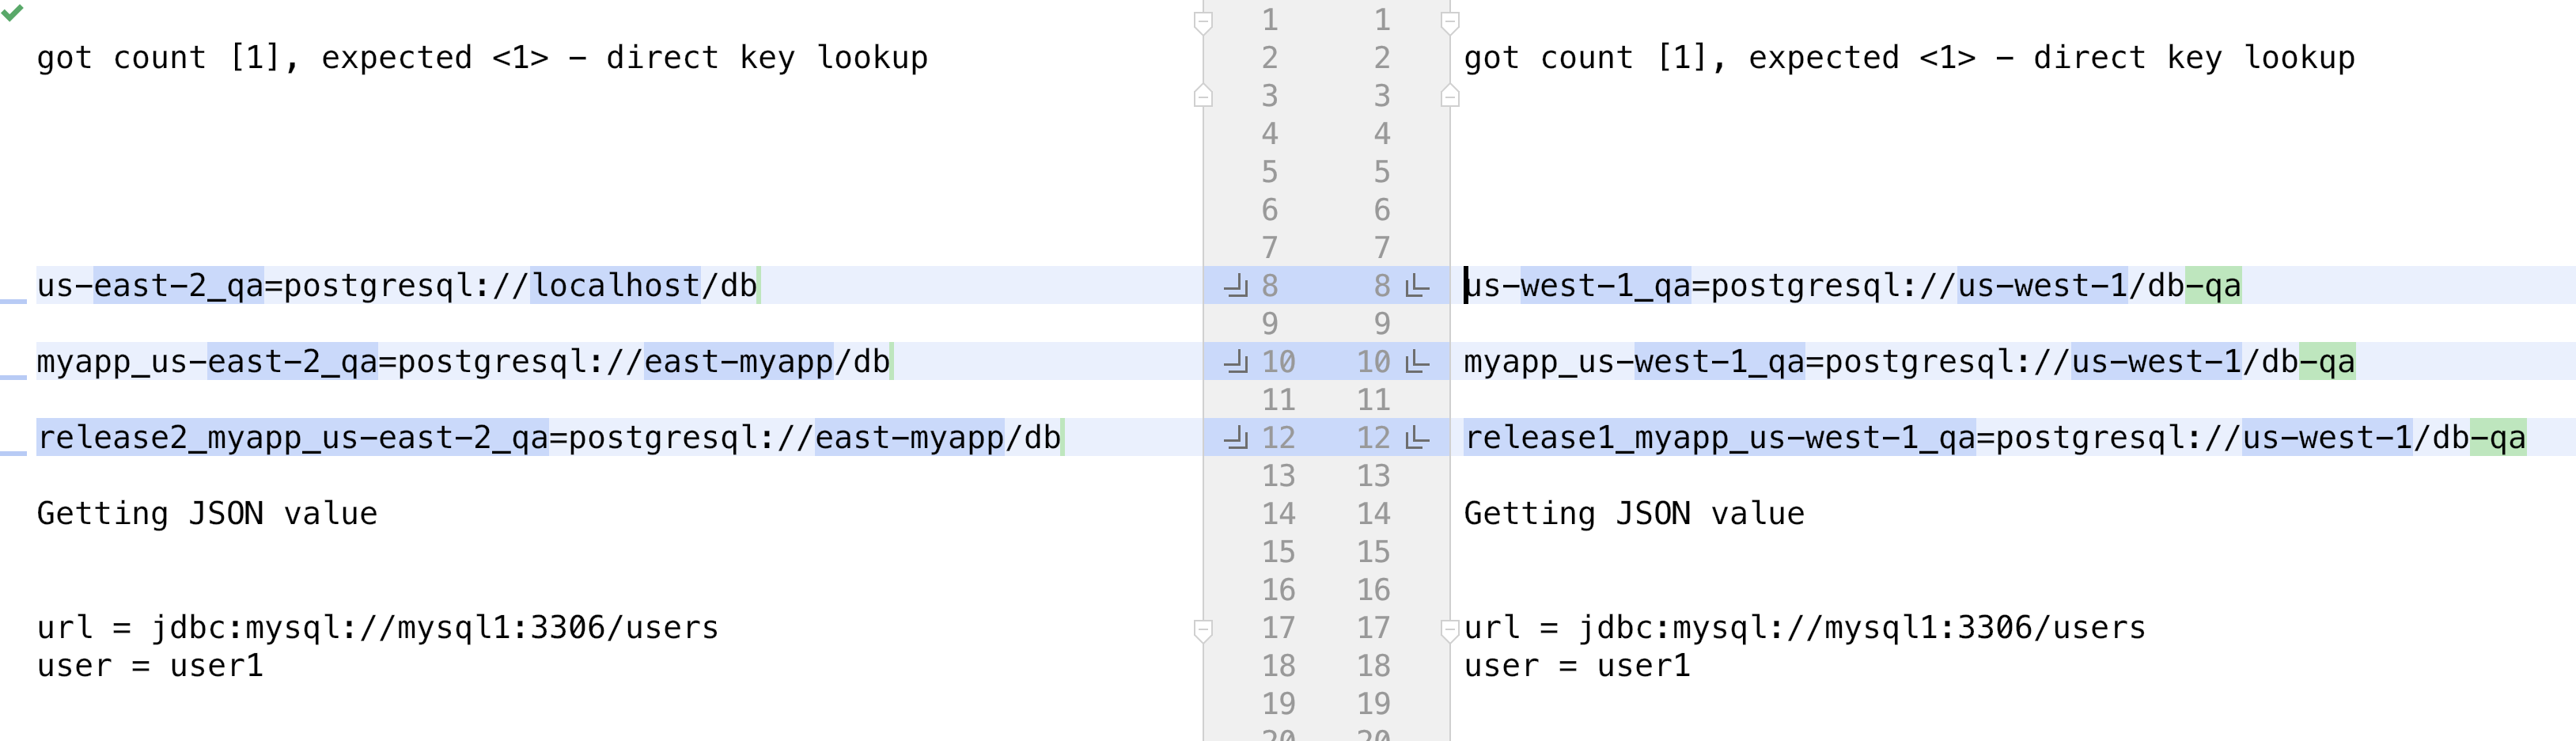 got count [1], expected <1> – direct key lookup
us-east-2_qa=postgresql://localhost/db
myapp_us-east-2_qa=postgresql://east-myapp/db
release2_myapp_us-east-2_qa=postgresql://east-myapp/db
Getting JSON value
url = jdbc:mysql://mysql1:3306/users
user = user1
1 1
2 2
3 3
4 4
5 5
6 6
7 7
8 8
9 9
10 10
11 11
12 12
13 13
14 14
15 15
16 16
17 17
18 18
19 19
20 20
got count [1], expected <1> – direct key lookup
us-west-1_qa=postgresql://us-west-1/db-qa
myapp_us-west-1_qa=postgresql://us-west-1/db-qa
release1_myapp_us-west-1_qa=postgresql://us-west-1/db-qa
Getting JSON value
url = jdbc:mysql://mysql1:3306/users
user = user1